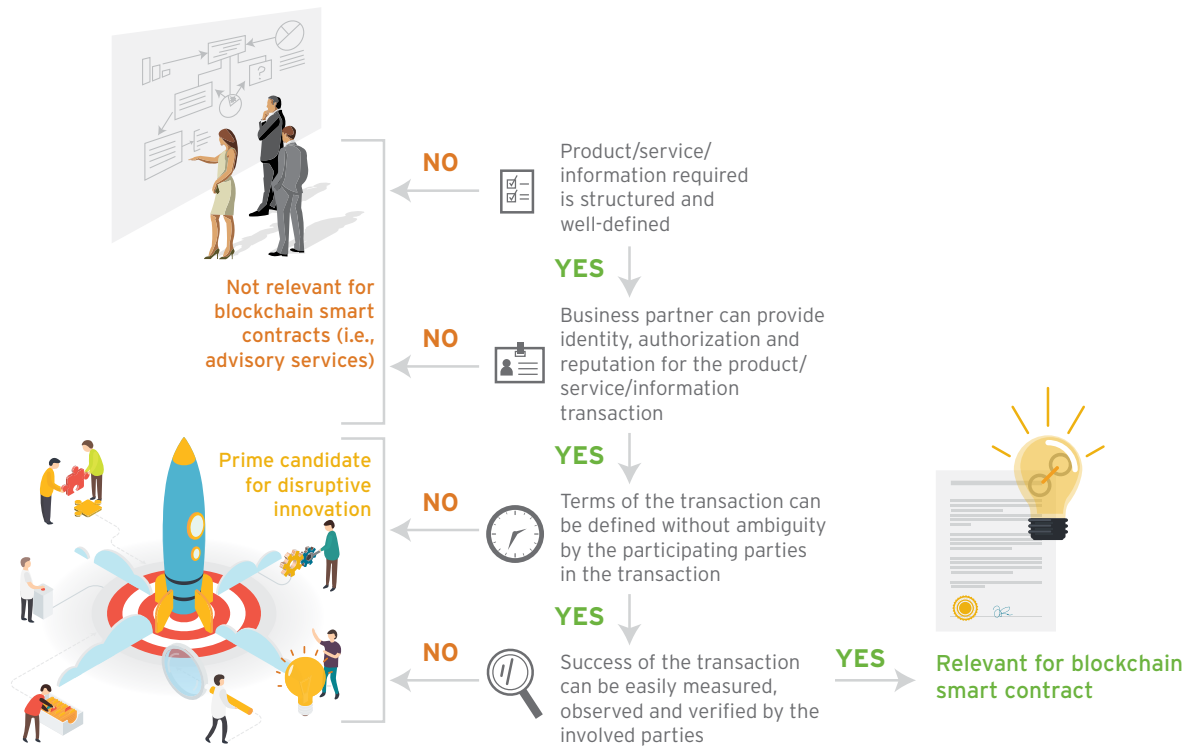 NO
Product/service/
information required
is structured and
well-defined
YES
Not relevant for
blockchain smart
contracts (i.e.,
advisory services)
NO
Business partner can provide
identity, authorization and
reputation for the product/
service/information
transaction
YES
Prime candidate
for disruptive
innovation
NO
Terms of the transaction can
be defined without ambiguity
by the participating parties
in the transaction
YES
NO
Success of the transaction
can be easily measured,
observed and verified by the
involved parties
YES
Relevant for blockchain
smart contract
?